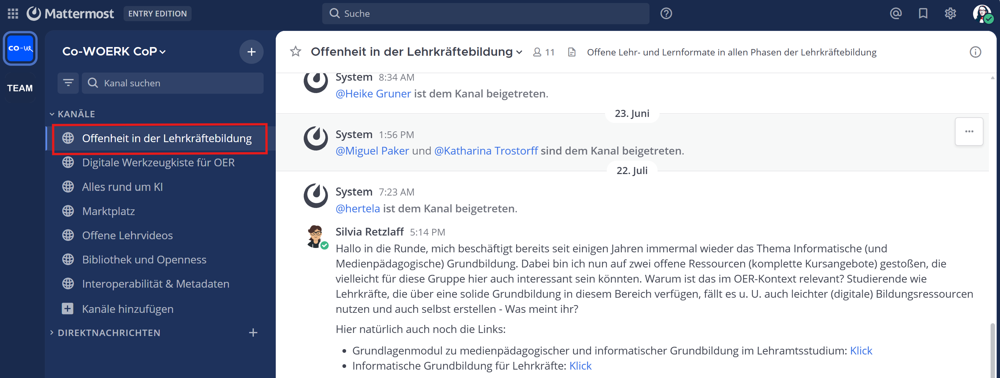 Mattermost
ENTRY EDITION
Suche
co-w
TEAM
Co-WOERK CoP
Kanal suchen
KANÄLE
Offenheit in der Lehrkräftebildung
Digitale Werkzeugkiste für OER
Alles rund um KI
Marktplatz
Offene Lehrvideos
Bibliothek und Openness
Interoperabilität & Metadaten
Kanäle hinzufügen
DIREKTNACHRICHTEN
Offenheit in der Lehrkräftebildung 11 Offene Lehr- und Lernformate in allen Phasen der Lehrkräftebildung
System 8:34 AM
@Heike Gruner ist dem Kanal beigetreten.
23. Juni
System 1:56 PM
@Miguel Paker und @Katharina Trostorff sind dem Kanal beigetreten.
22. Juli
System 7:23 AM
@hertela ist dem Kanal beigetreten.
Silvia Retzlaff 5:14 PM
Hallo in die Runde, mich beschäftigt bereits seit einigen Jahren immermal wieder das Thema Informatische (und
Medienpädagogische) Grundbildung. Dabei bin ich nun auf zwei offene Ressourcen (komplette Kursangebote) gestoßen, die
vielleicht für diese Gruppe hier auch interessant sein könnten. Warum ist das im OER-Kontext relevant? Studierende wie
Lehrkräfte, die über eine solide Grundbildung in diesem Bereich verfügen, fällt es u. U. auch leichter (digitale) Bildungsressourcen
nutzen und auch selbst erstellen - Was meint ihr?
Hier natürlich auch noch die Links:
• Grundlagenmodul zu medienpädagogischer und informatischer Grundbildung im Lehramtsstudium: Klick
• Informatische Grundbildung für Lehrkräfte: Klick